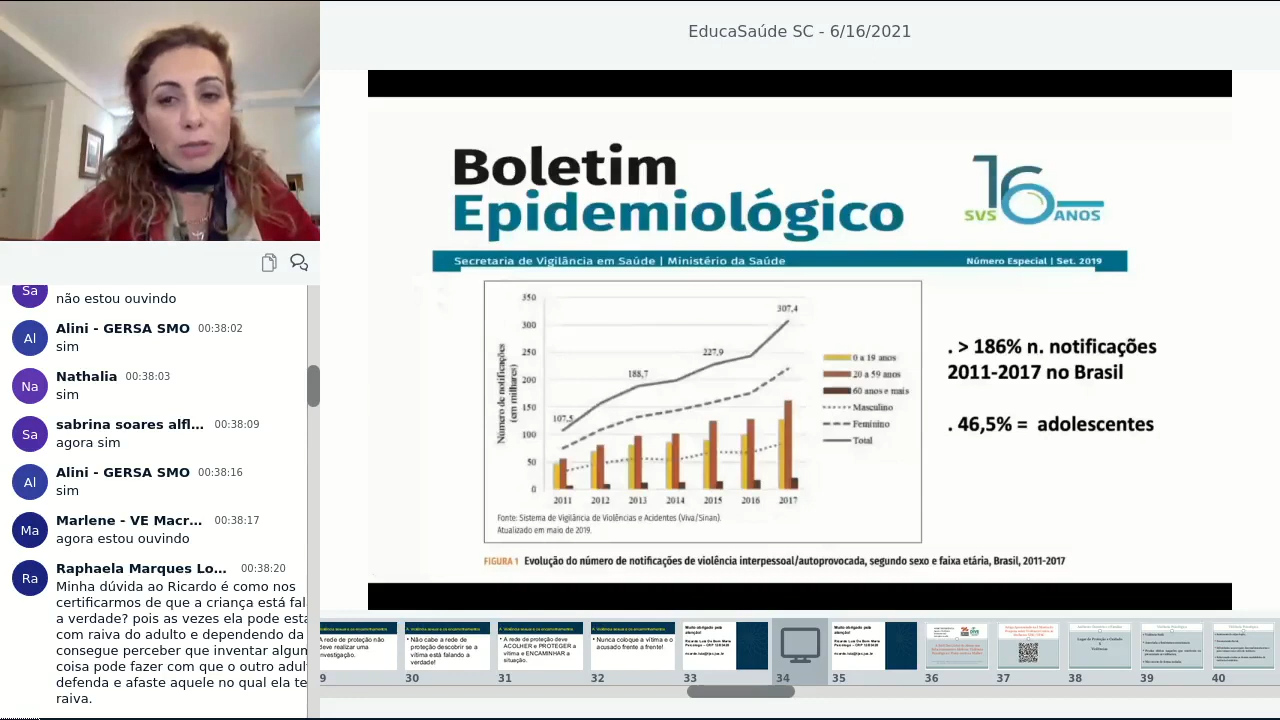 EducaSaúde SC - 6/16/2021
Sa
não estou ouvindo
Al
Alini - GERSA SMO 00:38:02
sim
Na
Nathalia 00:38:03
sim
Sa
sabrina soares alfl... 00:38:09
agora sim
Al
Alini - GERSA SMO 00:38:16
sim
Ma
Marlene - VE Macr... 00:38:17
agora estou ouvindo
Ra
Raphaela Marques Lo... 00:38:20
Minha dúvida ao Ricardo é como nos
certificarmos de que a criança está fal
a verdade? pois as vezes ela pode esta
com raiva do adulto e dependendo da
consegue perceber que inventar algum
coisa pode fazer com que outro adul
defenda e afaste aquele no qual ela te
raiva.
Boletim
Epidemiológico
16
SVS ANOS
Secretaria de Vigilância em Saúde | Ministério da Saúde
Número Especial | Set. 2019
Número de notificações
(em milhares)
350
300
250
200
150
100
50
0
107,5
188,7
227,9
307,4
2011 2012 2013 2014 2015 2016 2017
0 a 19 anos
20 a 59 anos
60 anos e mais
Masculino
Feminino
Total
Fonte: Sistema de Vigilância de Violências e Acidentes (Viva/Sinan).
Atualizado em maio de 2019.
FIGURA 1 Evolução do número de notificações de violência interpessoal/autoprovocada, segundo sexo e faixa etária, Brasil, 2011-2017
. > 186% n. notificações
2011-2017 no Brasil
. 46,5% = adolescentes
A rede de proteção não
deve realizar uma
investigação.
Não cabe a rede de
proteção descobrir se a
vítima está falando a
verdade!
A rede de proteção deve
ACOLHER e PROTEGER a
vítima e ENCAMINHAR a
situação.
Nunca coloque a vítima e o
acusado frente a frente!
Muito obrigado pela
atenção!
Muito obrigado pela
atenção!
9 30 31 32 33 34 35 36 37 38 39 40